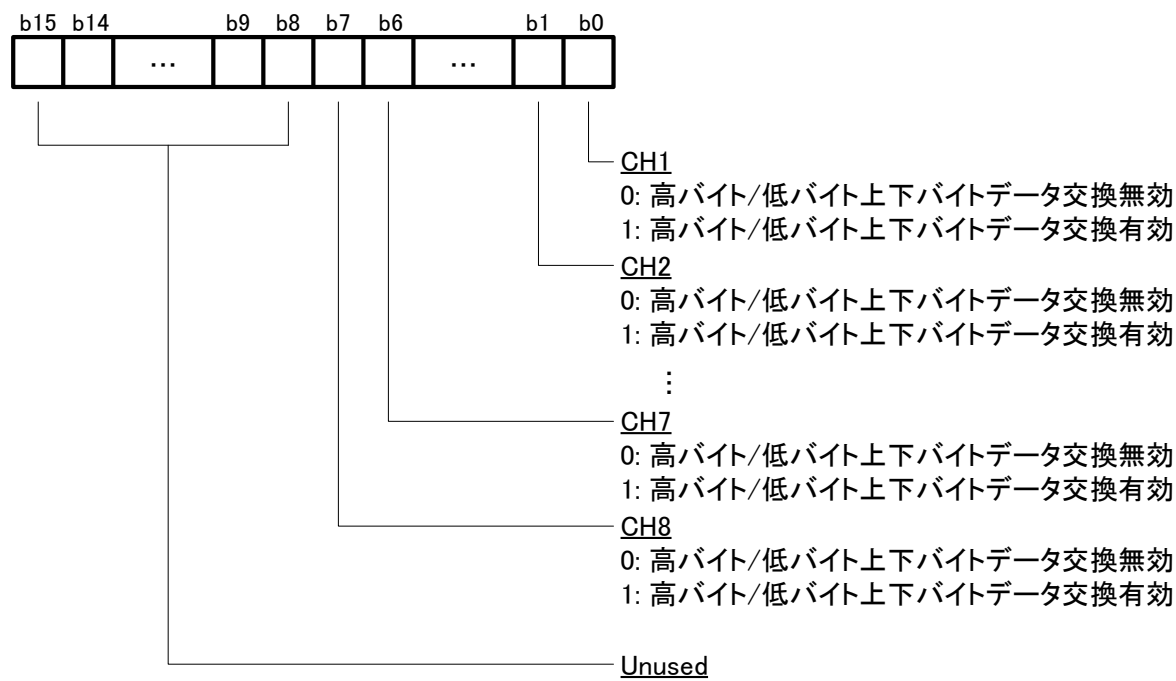 b15 b14 b9 b8 b7 b6 b1 b0
... ...
CH1
0: 高バイト/低バイト上下バイトデータ交換無効
1: 高バイト/低バイト上下バイトデータ交換有効
CH2
0: 高バイト/低バイト上下バイトデータ交換無効
1: 高バイト/低バイト上下バイトデータ交換有効
⋮
CH7
0: 高バイト/低バイト上下バイトデータ交換無効
1: 高バイト/低バイト上下バイトデータ交換有効
CH8
0: 高バイト/低バイト上下バイトデータ交換無効
1: 高バイト/低バイト上下バイトデータ交換有効
Unused